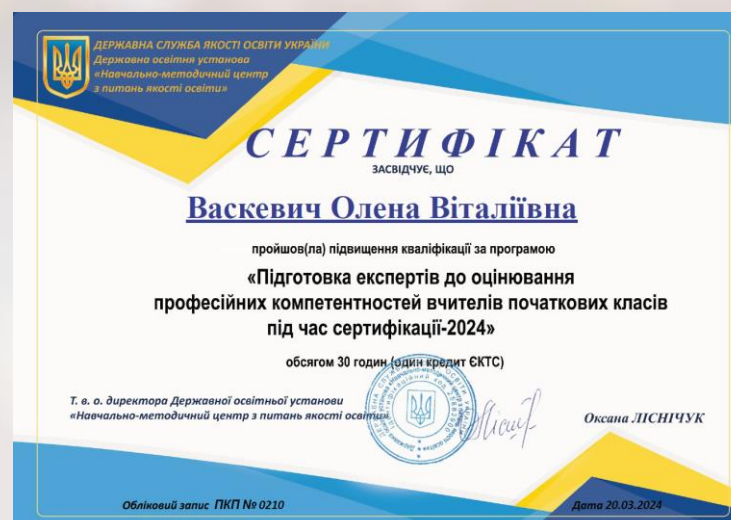 ДЕРЖАВНА СЛУЖБА ЯКОСТІ ОСВІТИ УКРАЇНИ
Державна освітня установа
«Навчально-методичний центр
з питань якості освіти»
СЕРТИФІКАТ
ЗАСВІДЧУЄ, ЩО
Васкевич Олена Віталіївна
пройшов(ла) підвищення кваліфікації за програмою
«Підготовка експертів до оцінювання
професійних компетентностей вчителів початкових класів
під час сертифікації-2024»
обсягом 30 годин (один кредит ЄКТС)
Т. в. о. директора Державної освітньої установи
«Навчально-методичний центр з питань якості освіти»
Оксана ЛІСНІЧУК
Обліковий запис ПКП № 0210
Дата 20.03.2024